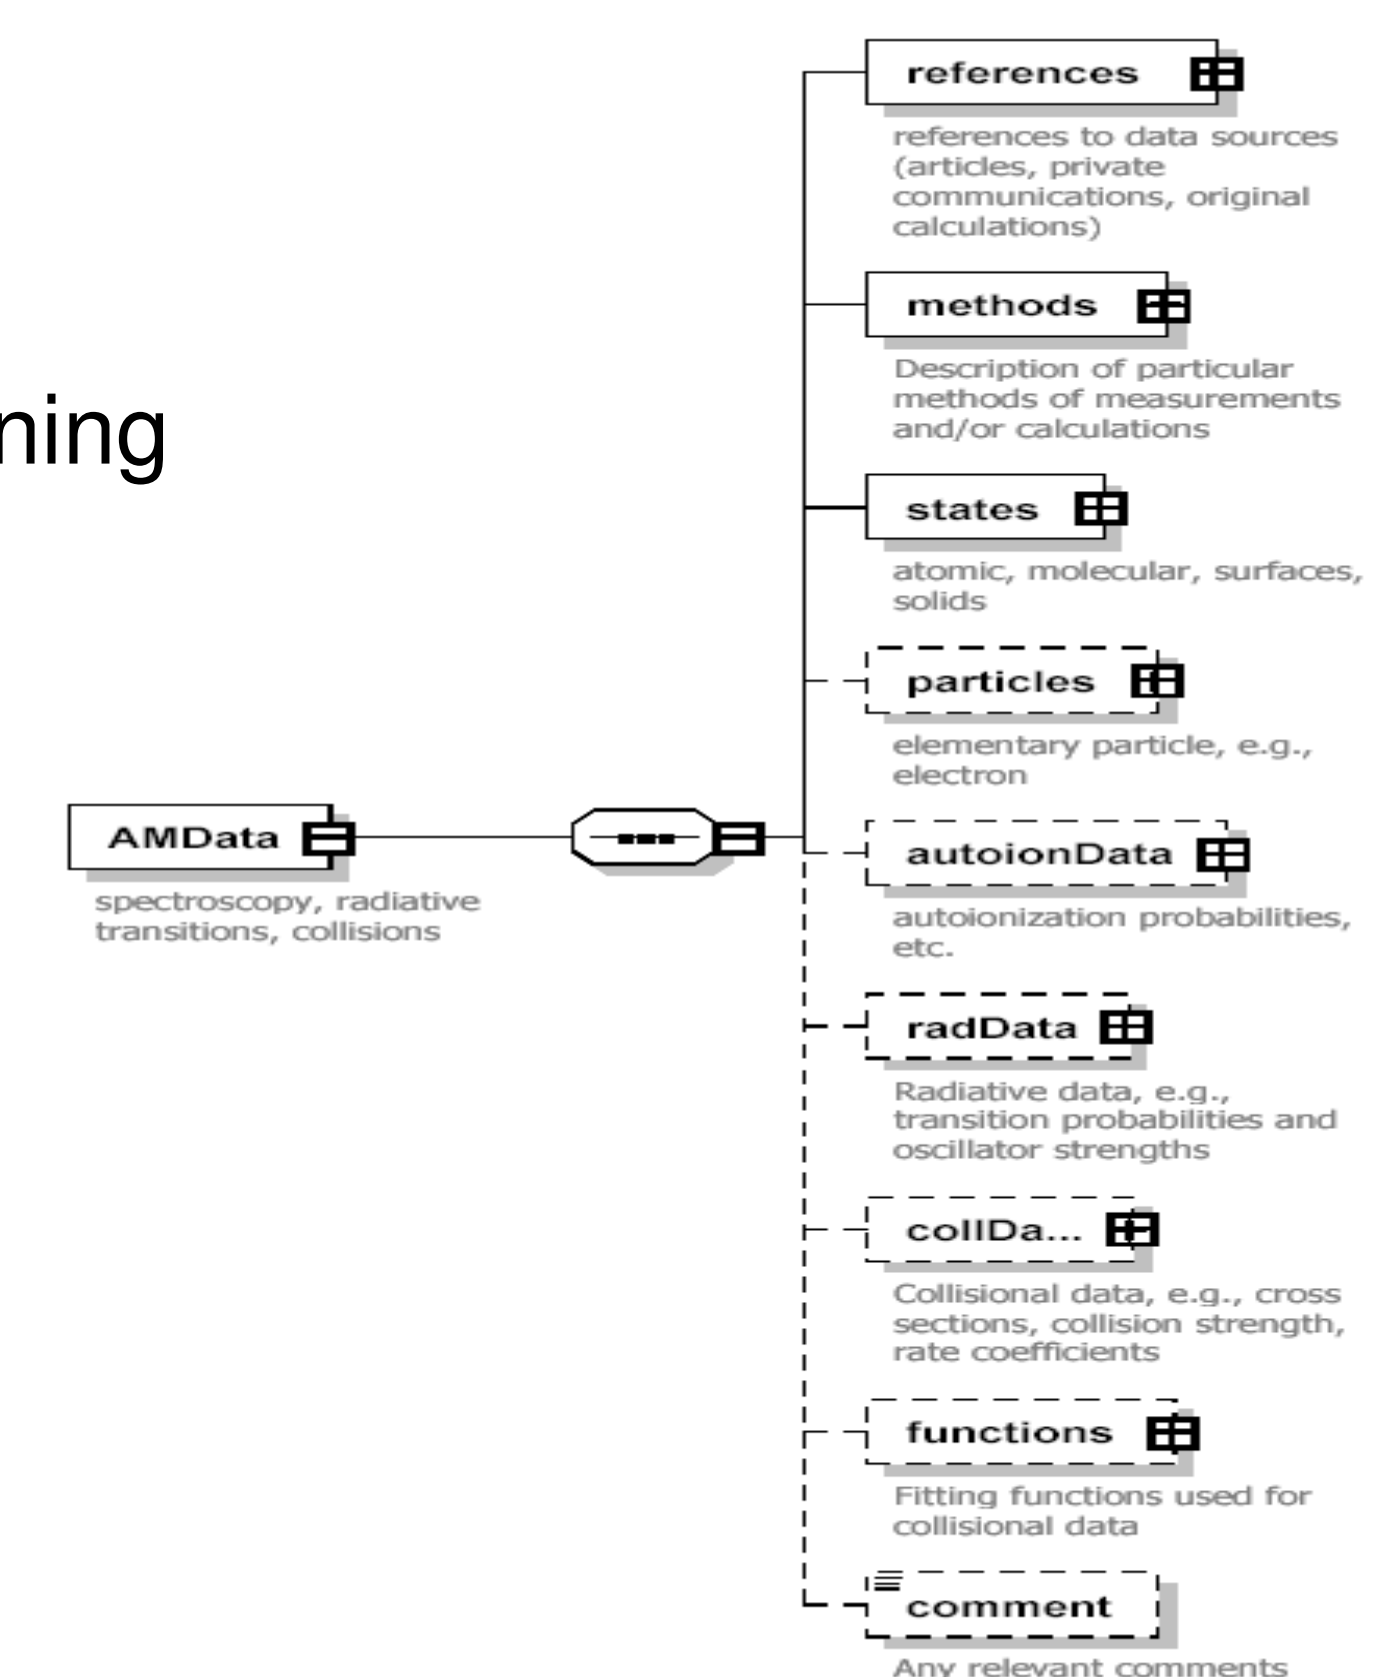 references
references to data sources
(articles, private
communications, original
calculations)
methods
Description of particular
methods of measurements
and/or calculations
ning
states
atomic, molecular, surfaces,
solids
particles
elementary particle, e.g.,
electron
AMData
spectroscopy, radiative
transitions, collisions
autoionData
autoionization probabilities,
etc.
radData
Radiative data, e.g.,
transition probabilities and
oscillator strengths
collDa...
Collisional data, e.g., cross
sections, collision strength,
rate coefficients
functions
Fitting functions used for
collisional data
comment
Any relevant comments